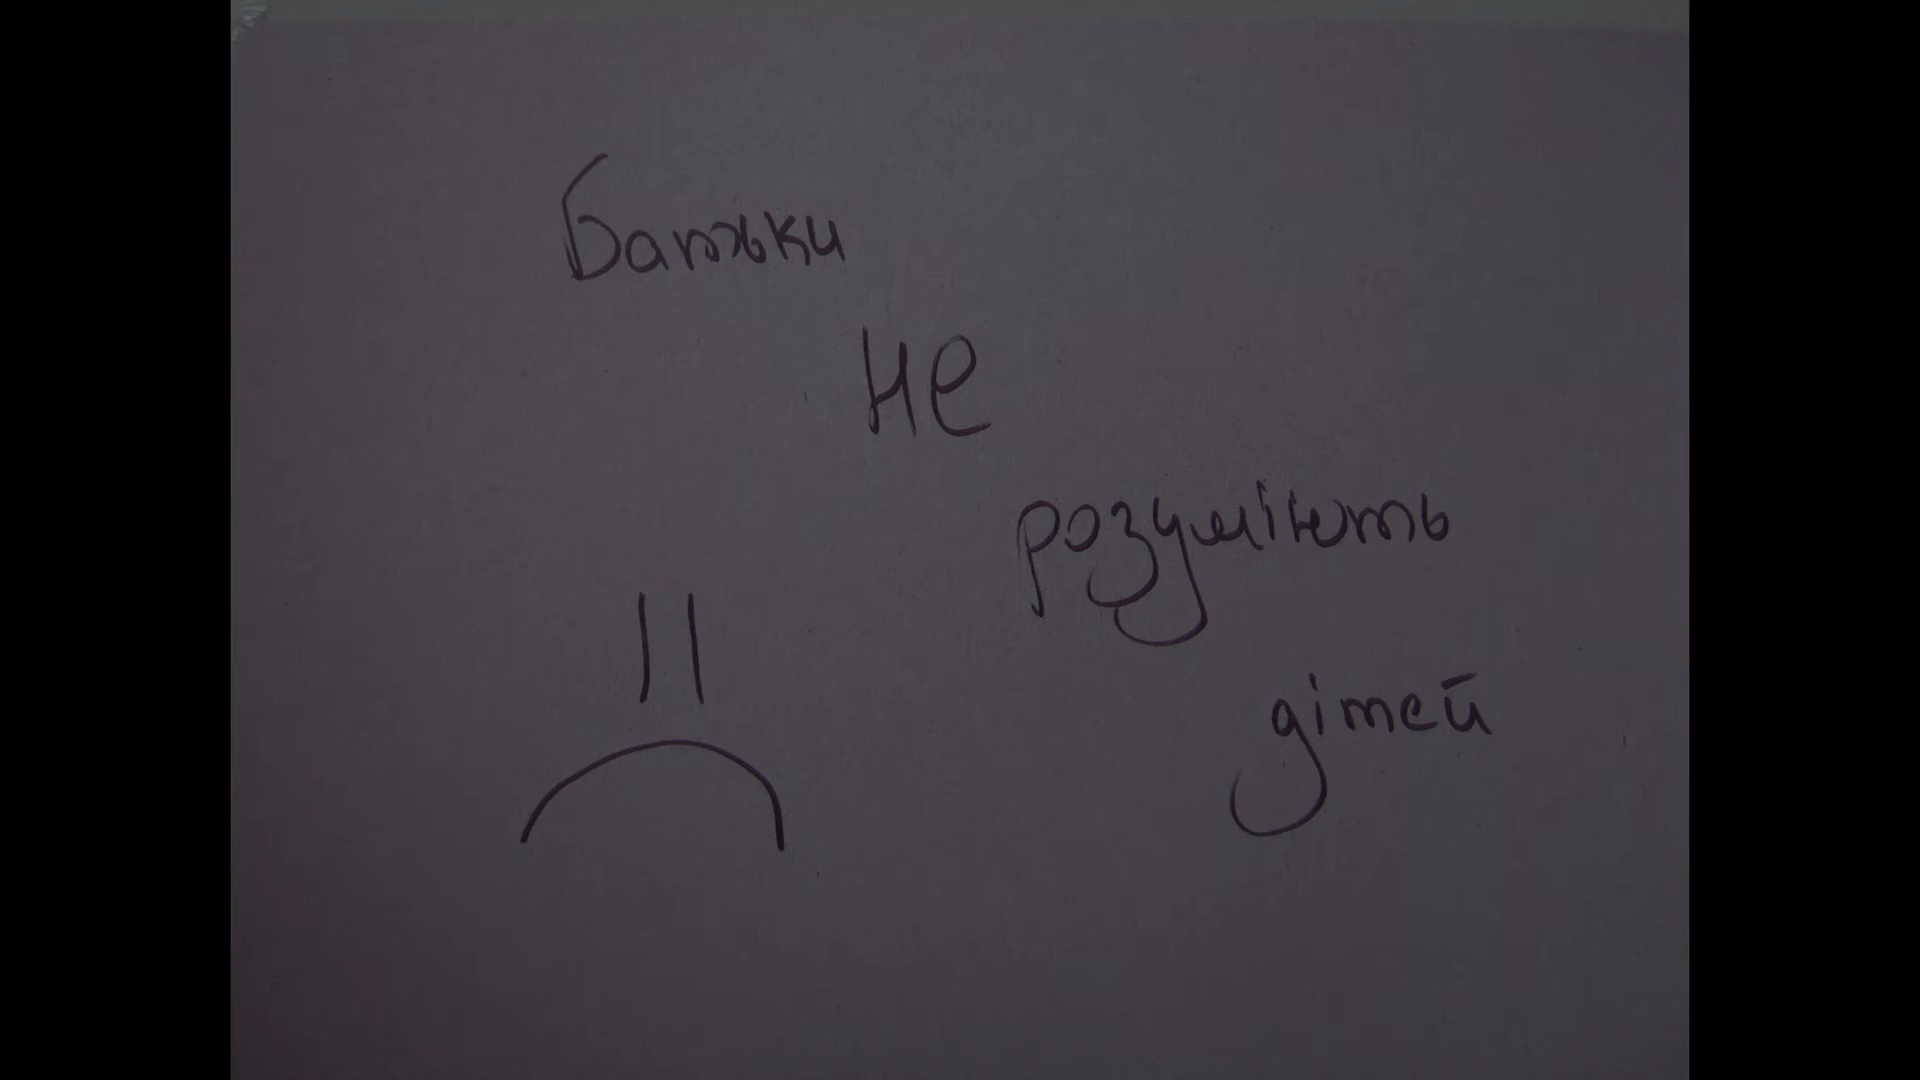 Батьки
не
розуміють
дітей